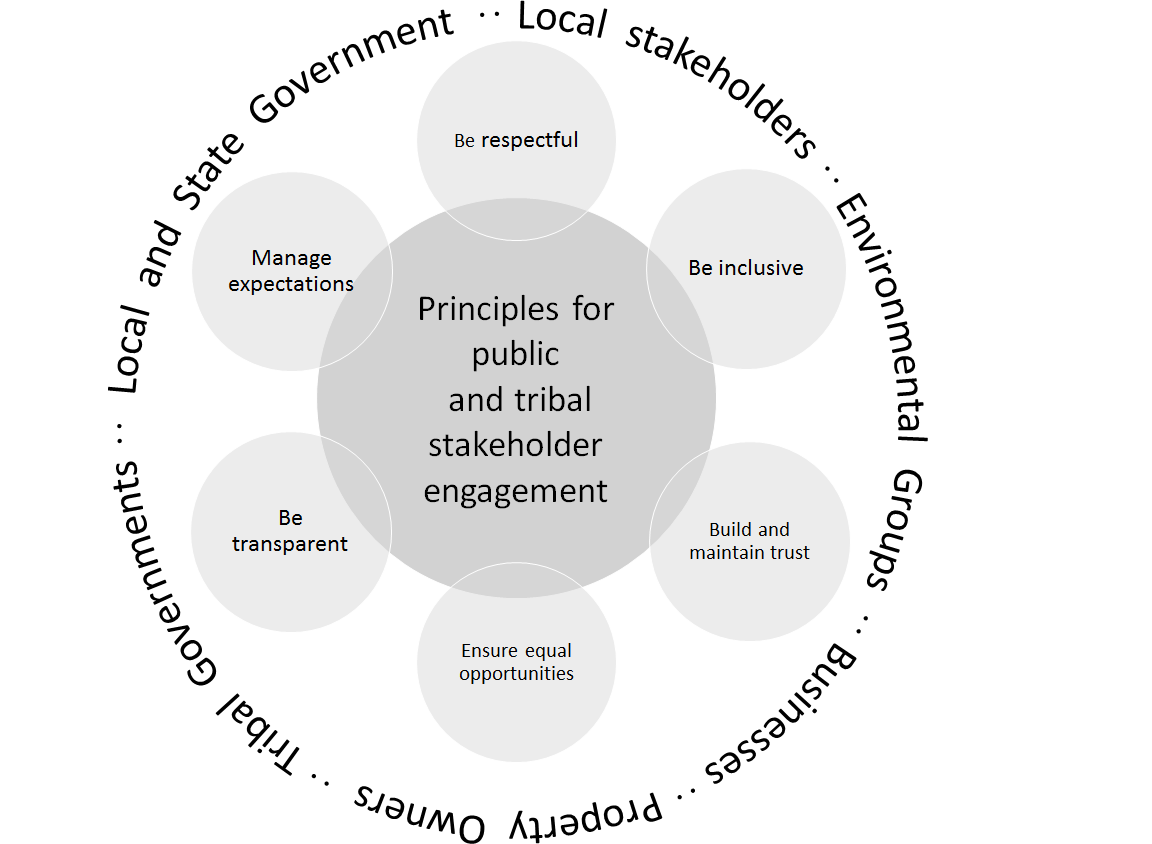 Local stakeholders ·· Environmental Groups ·· Businesses ·· Property Owners ·· Tribal Governments ·· Local and State Government ··
Be respectful
Be inclusive
Build and
maintain trust
Ensure equal
opportunities
Be
transparent
Manage
expectations
Principles for
public
and tribal
stakeholder
engagement